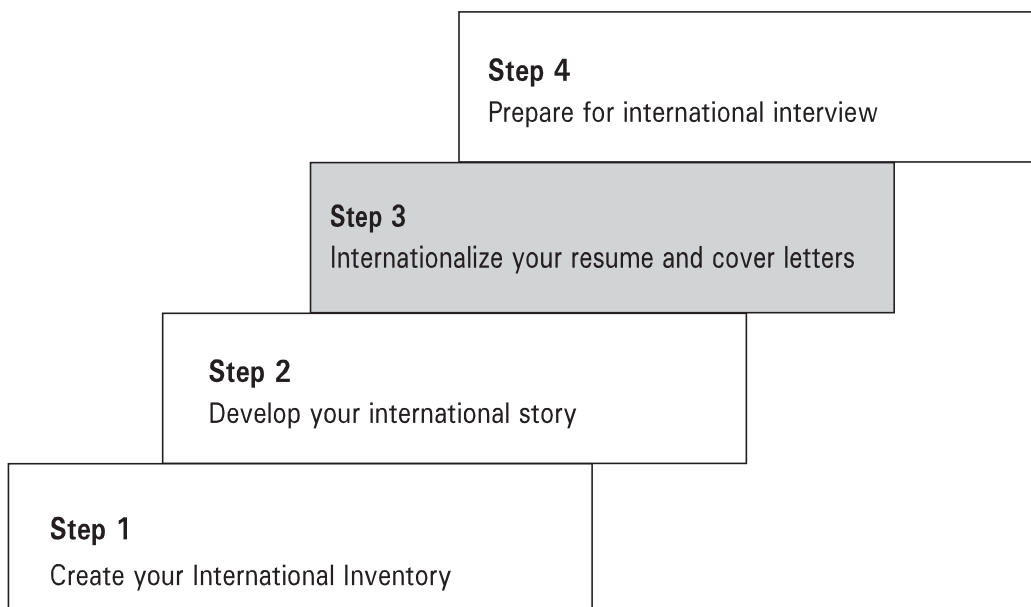 Step 4
Prepare for international interview
Step 3
Internationalize your resume and cover letters
Step 2
Develop your international story
Step 1
Create your International Inventory